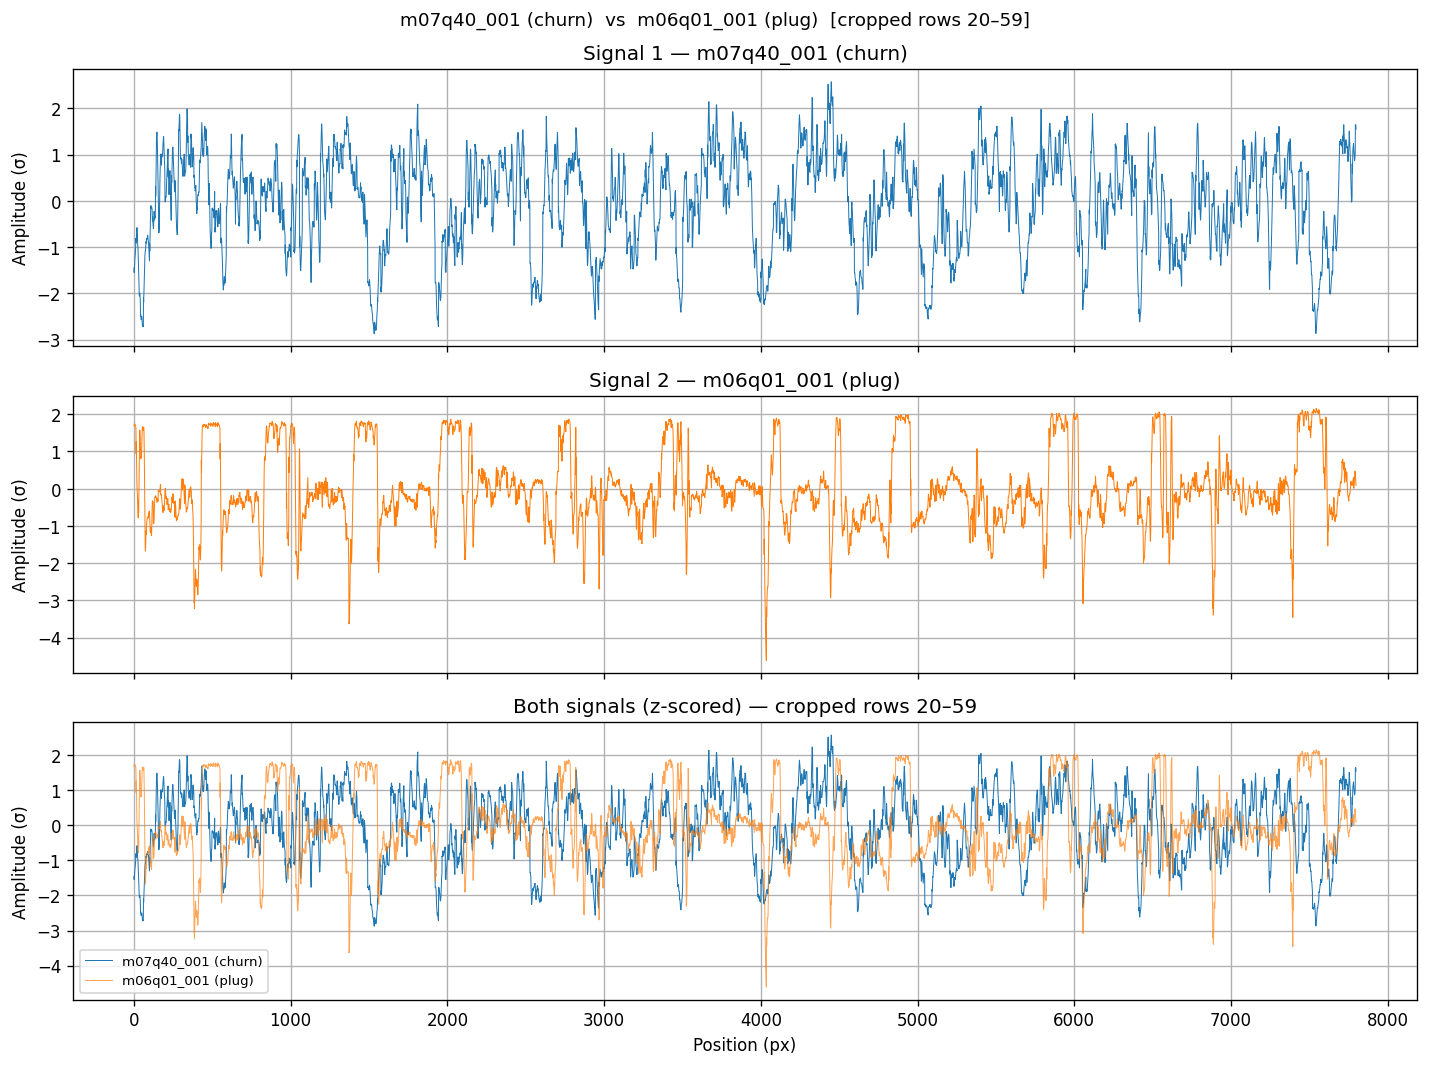 m07q40_001 (churn)  vs  m06q01_001 (plug)  [cropped rows 20–59]
Signal 1 — m07q40_001 (churn)
Amplitude (σ)
2
1
0
−1
−2
−3
Signal 2 — m06q01_001 (plug)
Amplitude (σ)
2
1
0
−1
−2
−3
−4
Both signals (z-scored) — cropped rows 20–59
Amplitude (σ)
2
1
0
−1
−2
−3
−4
m07q40_001 (churn)
m06q01_001 (plug)
0 1000 2000 3000 4000 5000 6000 7000 8000
Position (px)